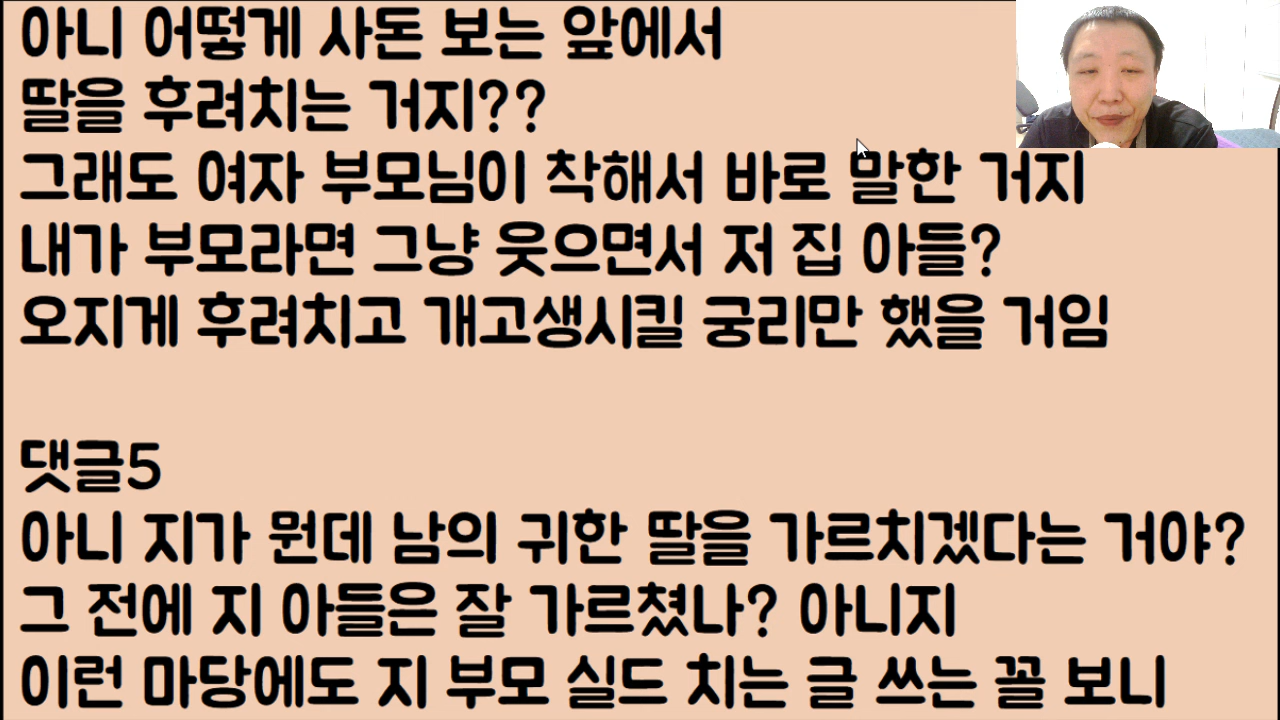 아니 어떻게 사돈 보는 앞에서
딸을 후려치는 거지??
그래도 여자 부모님이 착해서 바로 말한 거지
내가 부모라면 그냥 웃으면서 저 집 아들?
오지게 후려치고 개고생시킬 궁리만 했을 거임
댓글5
아니 지가 뭔데 남의 귀한 딸을 가르치겠다는 거야?
그 전에 지 아들은 잘 가르쳤나? 아니지
이런 마당에도 지 부모 실드 치는 글 쓰는 꼴 보니